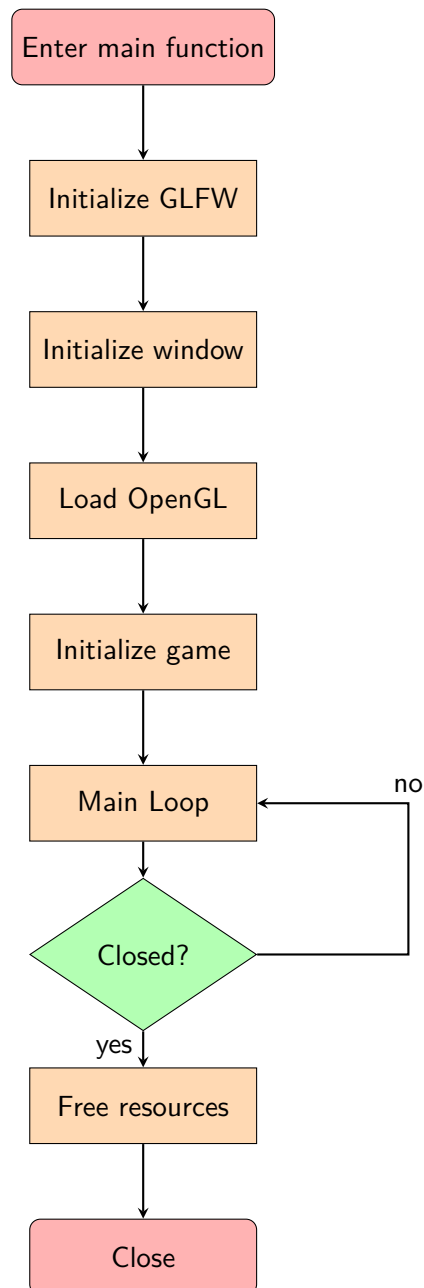 Enter main function
Initialize GLFW
Initialize window
Load OpenGL
Initialize game
Main Loop
no
Closed?
yes
Free resources
Close